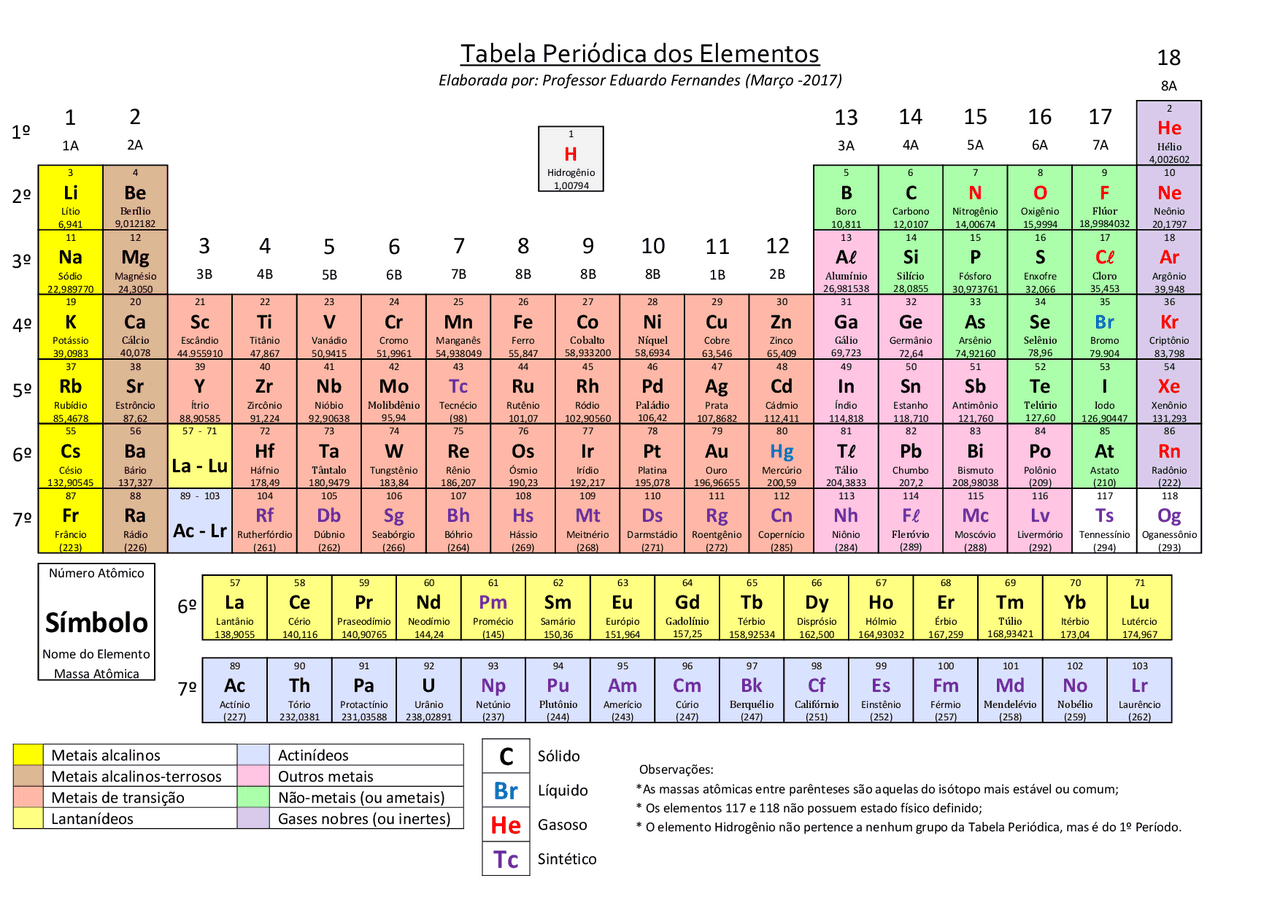 Tabela Periódica dos Elementos
Elaborada por: Professor Eduardo Fernandes (Março -2017)
18
8A
1 2 13 14 15 16 17
1A 2A 3A 4A 5A 6A 7A
1º
1
H
Hidrogênio
1,00794
2
He
Hélio
4,002602
2º
3 4 5 6 7 8 9 10
Li Be B C N O F Ne
Lítio Berílio Boro Carbono Nitrogênio Oxigênio Flúor Neônio
6,941 9,012182 10,811 12,0107 14,00674 15,9994 18,9984032 20,1797
3 4 5 6 7 8 9 10 11 12
3B 4B 5B 6B 7B 8B 8B 8B 1B 2B
3º
11 12 13 14 15 16 17 18
Na Mg Aℓ Si P S Cℓ Ar
Sódio Magnésio Alumínio Silício Fósforo Enxofre Cloro Argônio
22,989770 24,3050 26,981538 28,0855 30,973761 32,066 35,453 39,948
4º
19 20 21 22 23 24 25 26 27 28 29 30 31 32 33 34 35 36
K Ca Sc Ti V Cr Mn Fe Co Ni Cu Zn Ga Ge As Se Br Kr
Potássio Cálcio Escândio Titânio Vanádio Cromo Manganês Ferro Cobalto Níquel Cobre Zinco Gálio Germânio Arsênio Selênio Bromo Criptônio
39,0983 40,078 44.955910 47,867 50,9415 51,9961 54,938049 55,847 58,933200 58,6934 63,546 65,409 69,723 72,64 74,92160 78,96 79.904 83,798
5º
37 38 39 40 41 42 43 44 45 46 47 48 49 50 51 52 53 54
Rb Sr Y Zr Nb Mo Tc Ru Rh Pd Ag Cd In Sn Sb Te I Xe
Rubídio Estrôncio Ítrio Zircônio Nióbio Molibdênio Tecnécio Rutênio Ródio Paládio Prata Cádmio Índio Estanho Antimônio Telúrio Iodo Xenônio
85,4678 87,62 88,90585 91,224 92,90638 95,94 (98) 101,07 102,90560 106,42 107,8682 112,411 114,818 118,710 121,760 127,60 126,90447 131,293
6º
55 56 57 - 71 72 73 74 75 76 77 78 79 80 81 82 83 84 85 86
Cs Ba La - Lu Hf Ta W Re Os Ir Pt Au Hg Tℓ Pb Bi Po At Rn
Césio Bário Háfnio Tântalo Tungstênio Rênio Ósmio Irídio Platina Ouro Mercúrio Tálio Chumbo Bismuto Polônio Astato Radônio
132,90545 137,327 178,49 180,9479 183,84 186,207 190,23 192,217 195,078 196,96655 200,59 204,3833 207,2 208,98038 (209) (210) (222)
7º
87 88 89 - 103 104 105 106 107 108 109 110 111 112 113 114 115 116 117 118
Fr Ra Ac - Lr Rf Db Sg Bh Hs Mt Ds Rg Cn Nh Fℓ Mc Lv Ts Og
Frâncio Rádio Rutherfórdio Dúbnio Seabórgio Bóhrio Hássio Meitnério Darmstádio Roentgênio Copernício Niônio Fleróvio Moscóvio Livermório Tennessínio Oganessônio
(223) (226) (261) (262) (266) (264) (269) (268) (271) (272) (285) (284) (289) (288) (292) (294) (293)
Número Atômico
Símbolo
Nome do Elemento
Massa Atômica
6º
57 58 59 60 61 62 63 64 65 66 67 68 69 70 71
La Ce Pr Nd Pm Sm Eu Gd Tb Dy Ho Er Tm Yb Lu
Lantânio Cério Praseodímio Neodímio Promécio Samário Európio Gadolínio Térbio Disprósio Hólmio Érbio Túlio Itérbio Lutércio
138,9055 140,116 140,90765 144,24 (145) 150,36 151,964 157,25 158,92534 162,500 164,93032 167,259 168,93421 173,04 174,967
7º
89 90 91 92 93 94 95 96 97 98 99 100 101 102 103
Ac Th Pa U Np Pu Am Cm Bk Cf Es Fm Md No Lr
Actínio Tório Protactínio Urânio Netúnio Plutônio Amerício Cúrio Berquélio Califórnio Einstênio Férmio Mendelévio Nobélio Laurêncio
(227) 232,0381 231,03588 238,02891 (237) (244) (243) (247) (247) (251) (252) (257) (258) (259) (262)
Metais alcalinos Actinídeos
Metais alcalinos-terrosos Outros metais
Metais de transição Não-metais (ou ametais)
Lantanídeos Gases nobres (ou inertes)
C Sólido
Br Líquido
He Gasoso
Tc Sintético
Observações:
*As massas atômicas entre parênteses são aquelas do isótopo mais estável ou comum;
* Os elementos 117 e 118 não possuem estado físico definido;
* O elemento Hidrogênio não pertence a nenhum grupo da Tabela Periódica, mas é do 1º Período.